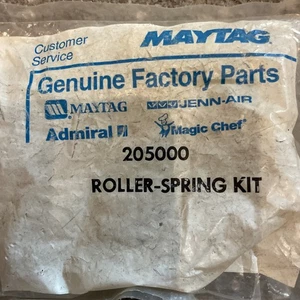 Customer Service
MAYTAG
Genuine Factory Parts
MAYTAG JENN-AIR
Admiral Magic Chef
205000
ROLLER-SPRING KIT